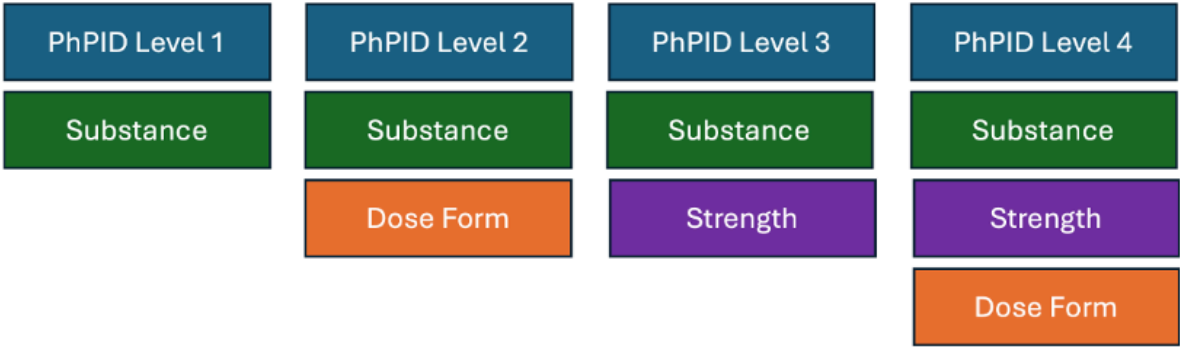 PhPID Level 1
PhPID Level 2
PhPID Level 3
PhPID Level 4
Substance
Substance
Substance
Substance
Dose Form
Strength
Strength
Dose Form